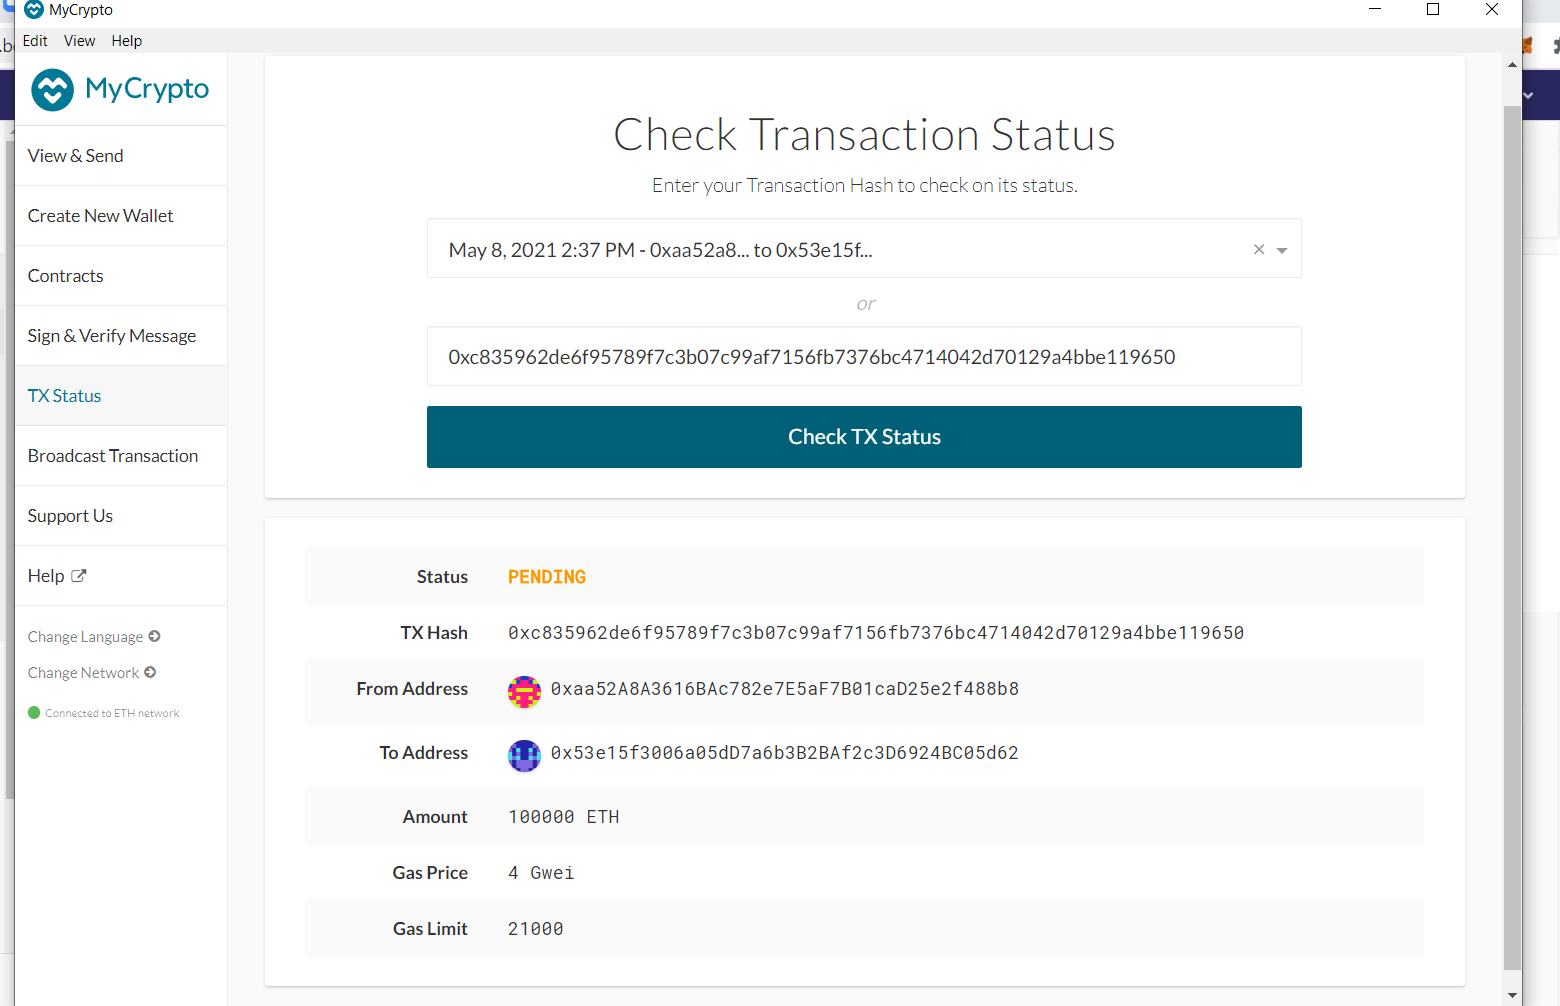 MyCrypto
Edit View Help
MyCrypto
View & Send
Create New Wallet
Contracts
Sign & Verify Message
TX Status
Broadcast Transaction
Support Us
Help
Change Language
Change Network
Connected to ETH network
Check Transaction Status
Enter your Transaction Hash to check on its status.
May 8, 2021 2:37 PM - 0xaa52a8... to 0x53e15f...
or
0xc835962de6f95789f7c3b07c99af7156fb7376bc4714042d70129a4bbe119650
Check TX Status
Status PENDING
TX Hash 0xc835962de6f95789f7c3b07c99af7156fb7376bc4714042d70129a4bbe119650
From Address 0xaa52A8A3616BAc782e7E5aF7B01caD25e2f488b8
To Address 0x53e15f3006a05dD7a6b3B2BAf2c3D6924BC05d62
Amount 100000 ETH
Gas Price 4 Gwei
Gas Limit 21000